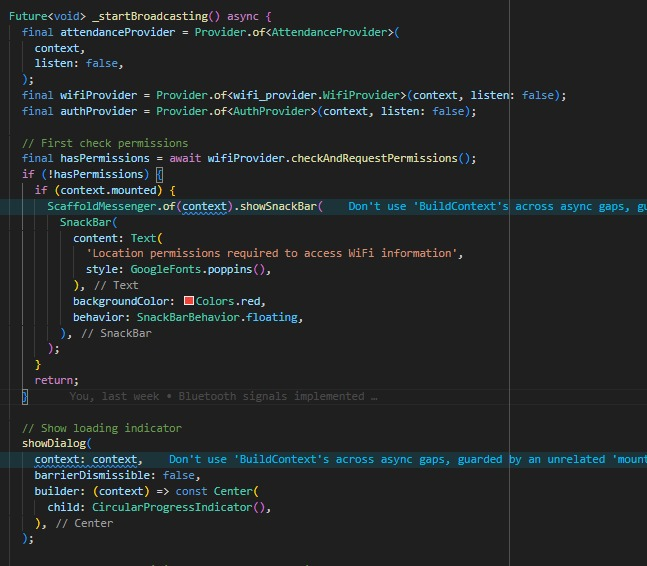 Future<void> _startBroadcasting() async {
  final attendanceProvider = Provider.of<AttendanceProvider>(
    context,
    listen: false,
  );
  final wifiProvider = Provider.of<wifi_provider.WifiProvider>(context, listen: false);
  final authProvider = Provider.of<AuthProvider>(context, listen: false);

  // First check permissions
  final hasPermissions = await wifiProvider.checkAndRequestPermissions();
  if (!hasPermissions) {
    if (context.mounted) {
      ScaffoldMessenger.of(context).showSnackBar(    Don't use 'BuildContext's across async gaps, gu
        SnackBar(
          content: Text(
            'Location permissions required to access WiFi information',
            style: GoogleFonts.poppins(),
          ), // Text
          backgroundColor: Colors.red,
          behavior: SnackBarBehavior.floating,
        ), // SnackBar
      );
    }
    return;
  }    You, last week • Bluetooth signals implemented …

  // Show loading indicator
  showDialog(
    context: context,    Don't use 'BuildContext's across async gaps, guarded by an unrelated 'mount
    barrierDismissible: false,
    builder: (context) => const Center(
      child: CircularProgressIndicator(),
    ), // Center
  );